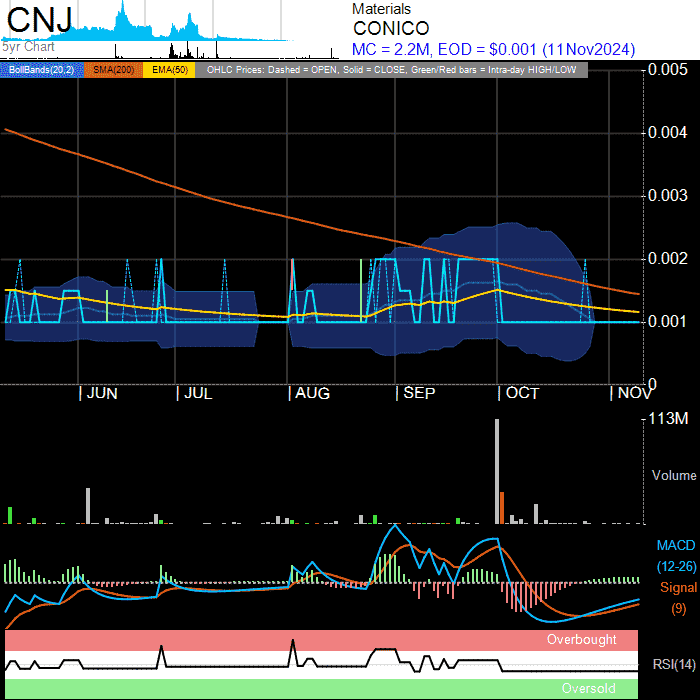 CNJ
5yr Chart
Materials
CONICO
MC = 2.2M, EOD = $0.001 (11Nov2024)
BollBands(20,2) SMA(200) EMA(50) OHLC Prices: Dashed = OPEN, Solid = CLOSE, Green/Red bars = Intra-day HIGH/LOW
0.005
0.004
0.003
0.002
0.001
0
JUN JUL AUG SEP OCT NOV
113M
Volume
MACD
(12-26)
Signal
(9)
Overbought
RSI(14)
Oversold